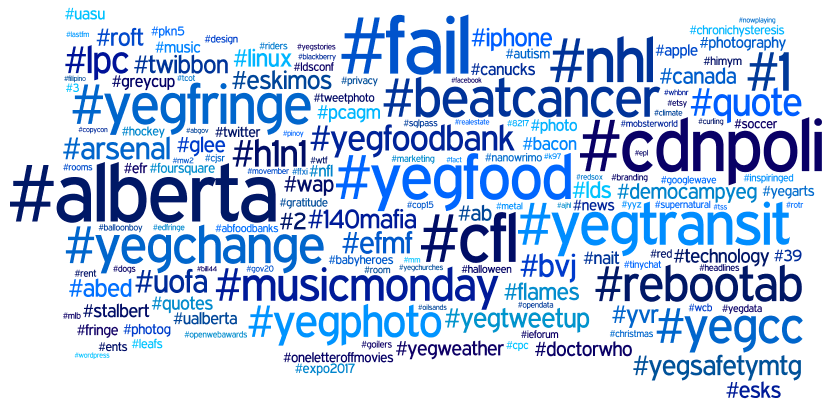 #uasu
#lastfm
#roft
#pkn5
#design
#riders
#yegstories
#fail
#iphone
#autism
#nhl
#apple
#nowplaying
#chronichysteresis
#photography
#lpc
#music
#twibbon
#linux
#blackberry
#ldsconf
#canucks
#canada
#himym
#1
#filipino
#greycup
#tcot
#eskimos
#privacy
#facebook
#whbnr
#3
#yegfringe
#tweetphoto
#beatcancer
#etsy
#quote
#pcagm
#climate
#copycon
#hockey
#abgov
#twitter
#pinoy
#yegfoodbank
#sqlpass
#realestate
#8217
#photo
#mobsterworld
#curling
#soccer
#arsenal
#glee
#h1n1
#bacon
#cdnpoli
#epl
#mw2
#cjsr
#wtf
#marketing
#tact
#nanowrimo
#k97
#rooms
#efr
#foursquare
#movember
#flxi
#nfl
#yegfood
#redsox
#branding
#googlewave
#inspiringed
#alberta
#wap
#lds
#democampyeg
#yegarts
#gratitude
#cop15
#metal
#ajhl
#news
#yyz
#supernatural
#tss
#rotr
#balloonboy
#edfringe
#abfoodbanks
#2
#140mafia
#ab
#cfl
#yegtransit
#yegchange
#efmf
#babyheroes
#mm
#yegchurches
#bvj
#nait
#red
#technology
#39
#rent
#dogs
#bill44
#gov20
#room
#halloween
#tinychat
#headlines
#abed
#uofa
#musicmonday
#flames
#rebootab
#mlb
#stalbert
#quotes
#oilsands
#opendata
#wcb
#yegdata
#fringe
#photog
#ualberta
#yegphoto
#yegtweetup
#yvr
#yegcc
#ents
#leafs
#openwebawards
#goilers
#ieforum
#christmas
#wordpress
#yegweather
#cpc
#doctorwho
#oneletteroffmovies
#expo2017
#yegsafetymtg
#esks